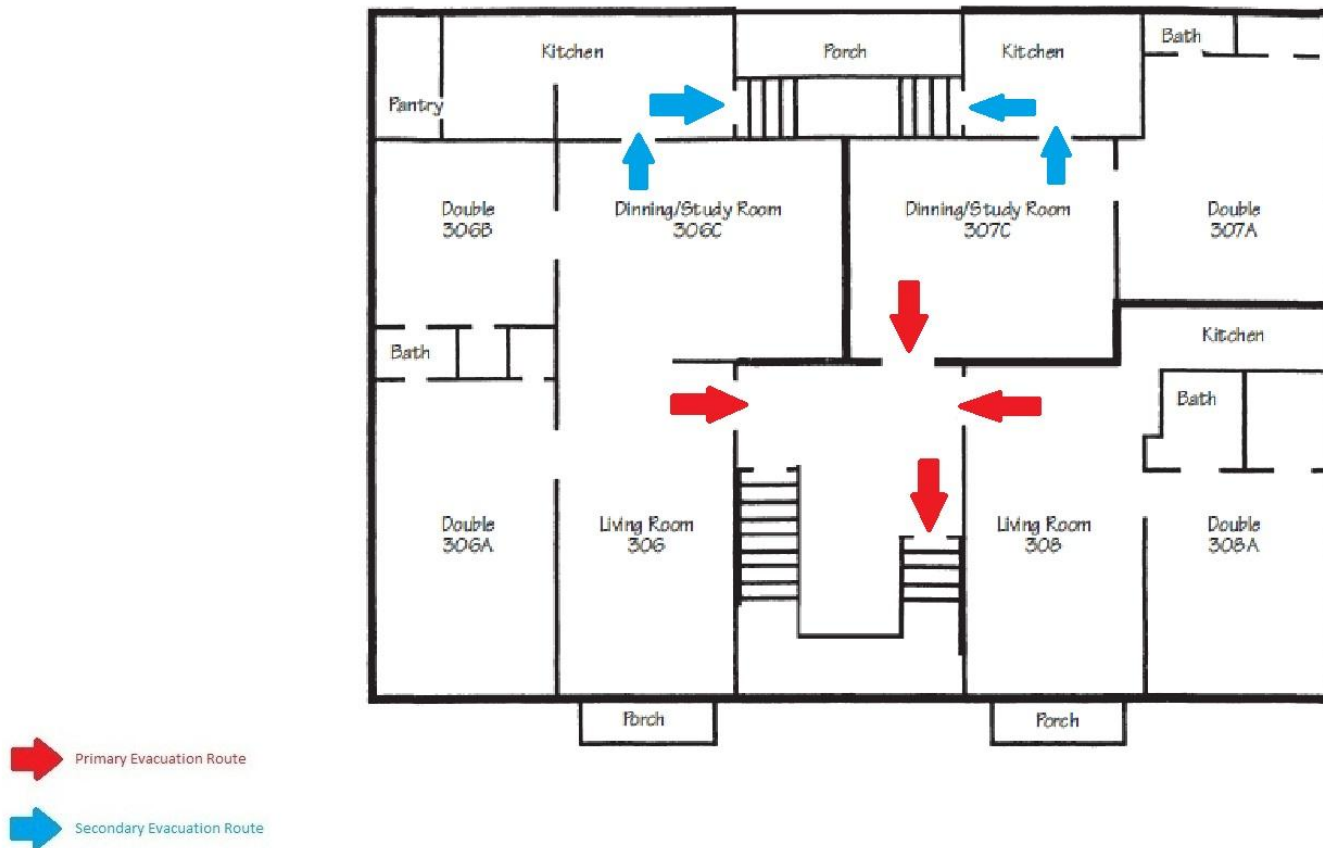 Kitchen
Porch
Kitchen
Bath
Pantry
Double
306B
Dinning/Study Room
306C
Dinning/Study Room
307C
Double
307A
Bath
Kitchen
Bath
Double
306A
Living Room
306
Living Room
308
Double
308A
Porch
Porch
Primary Evacuation Route
Secondary Evacuation Route